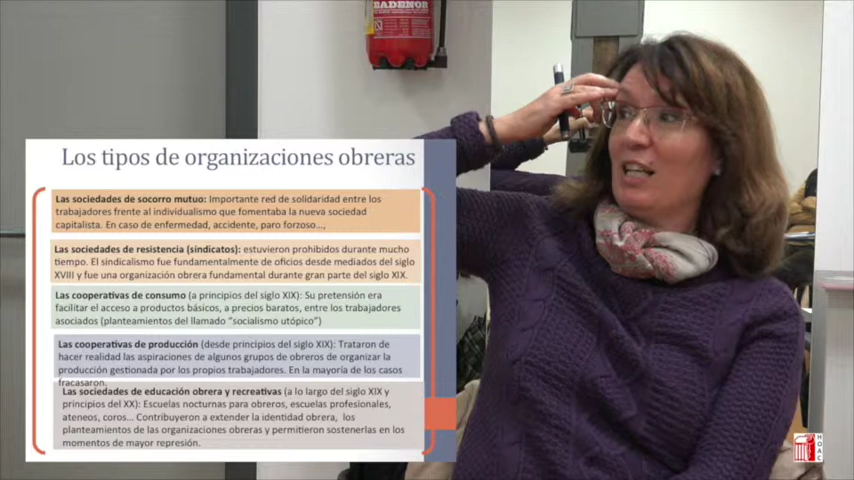 BADENOR
Los tipos de organizaciones obreras
Las sociedades de socorro mutuo: Importante red de solidaridad entre los
trabajadores frente al individualismo que fomentaba la nueva sociedad
capitalista. En caso de enfermedad, accidente, paro forzoso...,
Las sociedades de resistencia (sindicatos): estuvieron prohibidos durante mucho
tiempo. El sindicalismo fue fundamentalmente de oficios desde mediados del siglo
XVIII y fue una organización obrera fundamental durante gran parte del siglo XIX.
Las cooperativas de consumo (a principios del siglo XIX): Su pretensión era
facilitar el acceso a productos básicos, a precios baratos, entre los trabajadores
asociados (planteamientos del llamado “socialismo utópico”)
Las cooperativas de producción (desde principios del siglo XIX): Trataron de
hacer realidad las aspiraciones de algunos grupos de obreros de organizar la
producción gestionada por los propios trabajadores. En la mayoría de los casos
fracasaron.
Las sociedades de educación obrera y recreativas (a lo largo del siglo XIX y
principios del XX): Escuelas nocturnas para obreros, escuelas profesionales,
ateneos, coros... Contribuyeron a extender la identidad obrera, los
planteamientos de las organizaciones obreras y permitieron sostenerlas en los
momentos de mayor represión.
HOAC